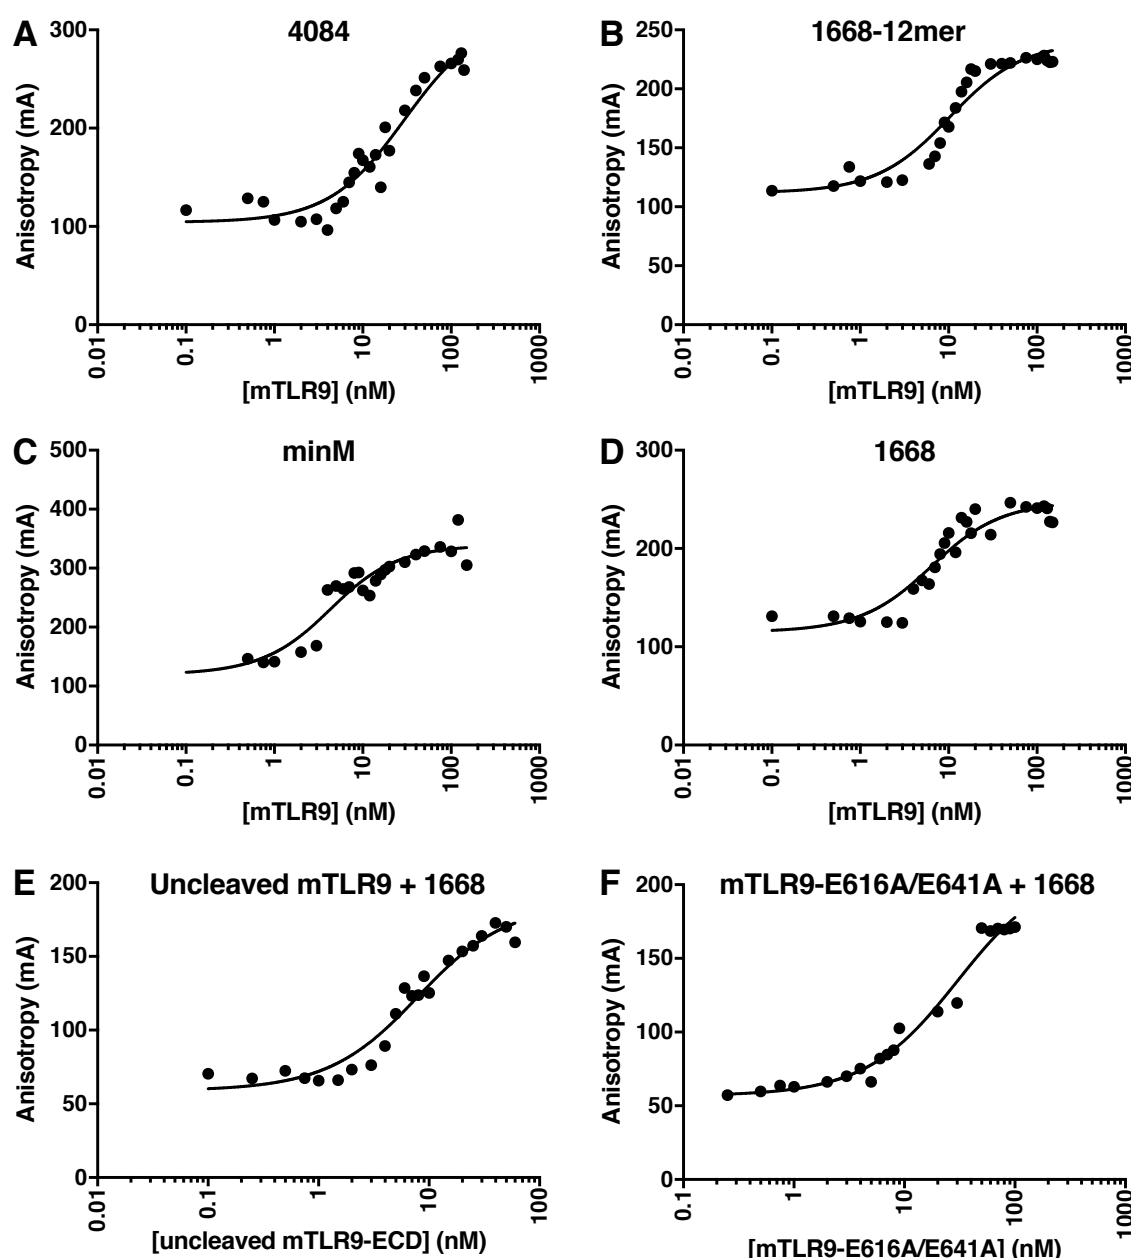 A 4084
300
200
100
0
Anisotropy (mA)
0.01 0.1 1 10 100 1000
[mTLR9] (nM)
B 1668-12mer
250
200
150
100
50
0
Anisotropy (mA)
0.01 0.1 1 10 100 1000
[mTLR9] (nM)
C minM
500
400
300
200
100
0
Anisotropy (mA)
0.01 0.1 1 10 100 1000
[mTLR9] (nM)
D 1668
300
200
100
0
Anisotropy (mA)
0.01 0.1 1 10 100 1000
[mTLR9] (nM)
E Uncleaved mTLR9 + 1668
200
150
100
50
0
Anisotropy (mA)
0.01 0.1 1 10 100
[uncleaved mTLR9-ECD] (nM)
F mTLR9-E616A/E641A + 1668
200
150
100
50
0
Anisotropy (mA)
0.1 1 10 100 1000
[mTLR9-E616A/E641A] (nM)